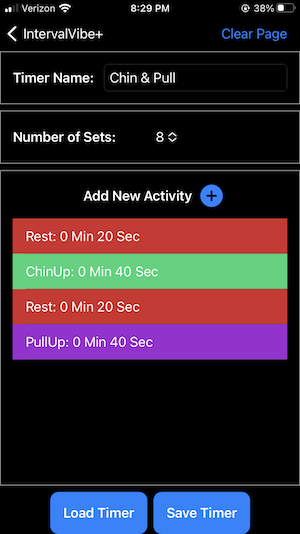 Verizon 8:29 PM 38%
IntervalVibe+ Clear Page
Timer Name: Chin & Pull
Number of Sets: 8
Add New Activity +
Rest: 0 Min 20 Sec
ChinUp: 0 Min 40 Sec
Rest: 0 Min 20 Sec
PullUp: 0 Min 40 Sec
Load Timer Save Timer